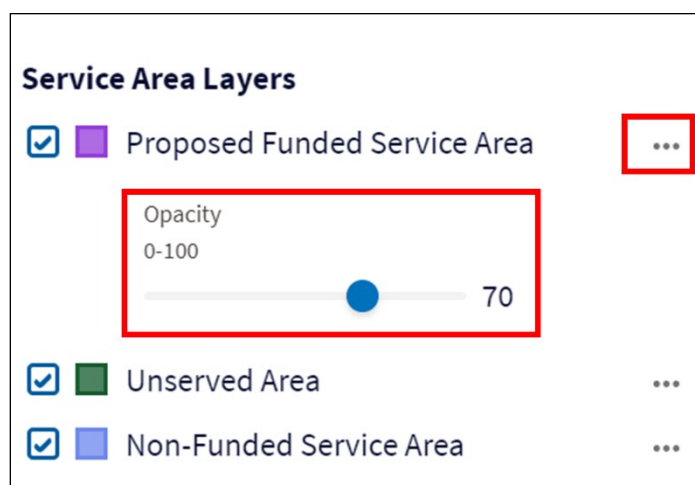 Service Area Layers
Proposed Funded Service Area
Opacity
0-100
70
Unserved Area
Non-Funded Service Area